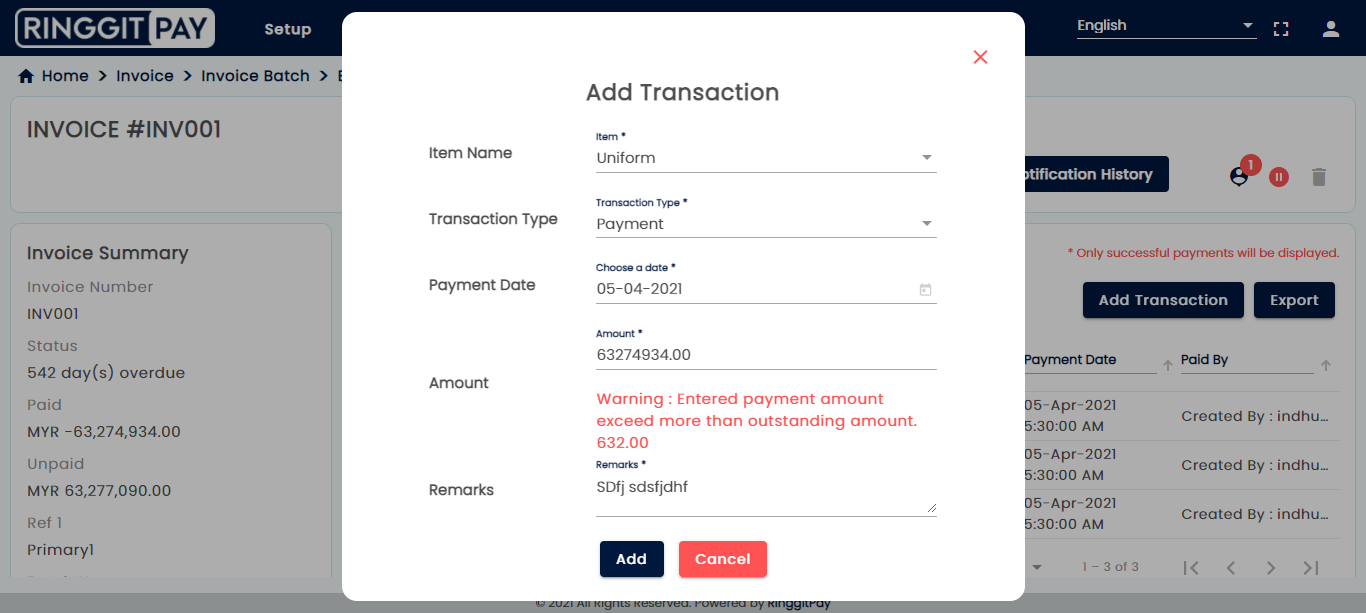 RINGGIT PAY
Setup
English
Home > Invoice > Invoice Batch >
INVOICE #INV001
Notification History
1
Invoice Summary
Invoice Number
INV001
Status
542 day(s) overdue
Paid
MYR -63,274,934.00
Unpaid
MYR 63,277,090.00
Ref 1
Primary1
Add Transaction
Item Name
Item *
Uniform
Transaction Type
Transaction Type *
Payment
Payment Date
Choose a date *
05-04-2021
Amount
Amount *
63274934.00
Warning : Entered payment amount
exceed more than outstanding amount.
632.00
Remarks
Remarks *
SDfj sdsfjdhf
Add
Cancel
* Only successful payments will be displayed.
Add Transaction
Export
Payment Date
Paid By
05-Apr-2021
5:30:00 AM
Created By : indhu...
05-Apr-2021
5:30:00 AM
Created By : indhu...
05-Apr-2021
5:30:00 AM
Created By : indhu...
1 – 3 of 3
© 2021 All Rights Reserved. Powered by RinggitPay